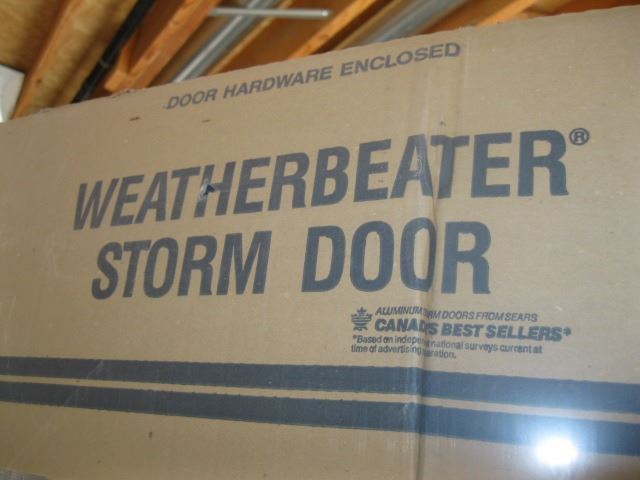 DOOR HARDWARE ENCLOSED
WEATHERBEATER®
STORM DOOR
ALUMINUM DOORS FROM SEARS
CANADA'S BEST SELLERS*
*Based on national surveys current at
time of advertising